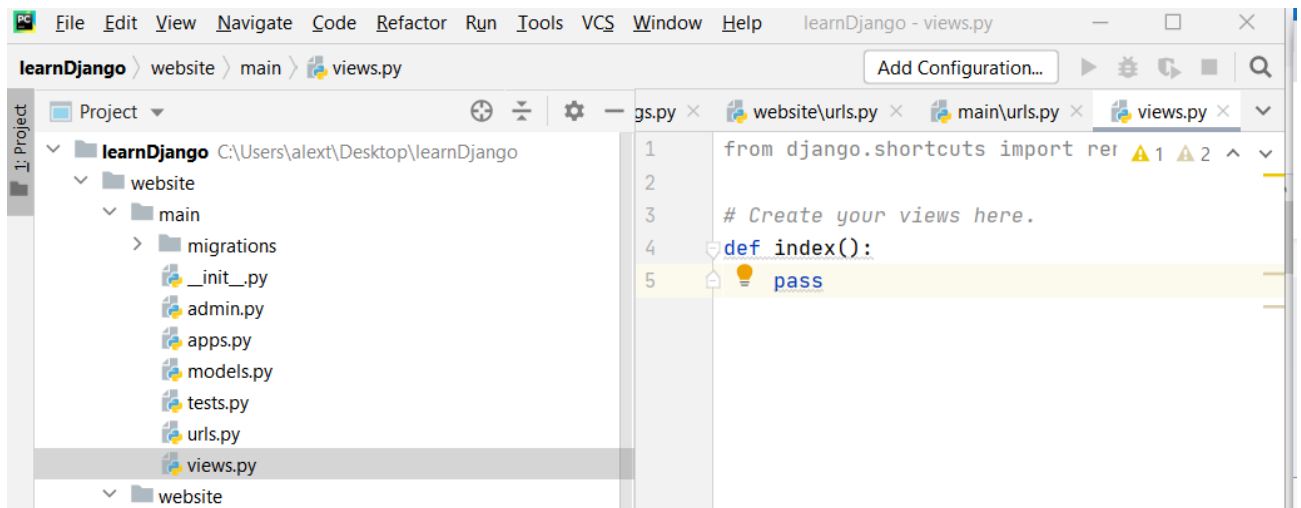 PC File Edit View Navigate Code Refactor Run Tools VCS Window Help learnDjango - views.py
learnDjango website main views.py Add Configuration...
1: Project
Project
gs.py website\urls.py main\urls.py views.py
learnDjango C:\Users\alext\Desktop\learnDjango
website
main
migrations
__init__.py
admin.py
apps.py
models.py
tests.py
urls.py
views.py
website
1 from django.shortcuts import rer 1 2
2
3 # Create your views here.
4 def index():
5 pass